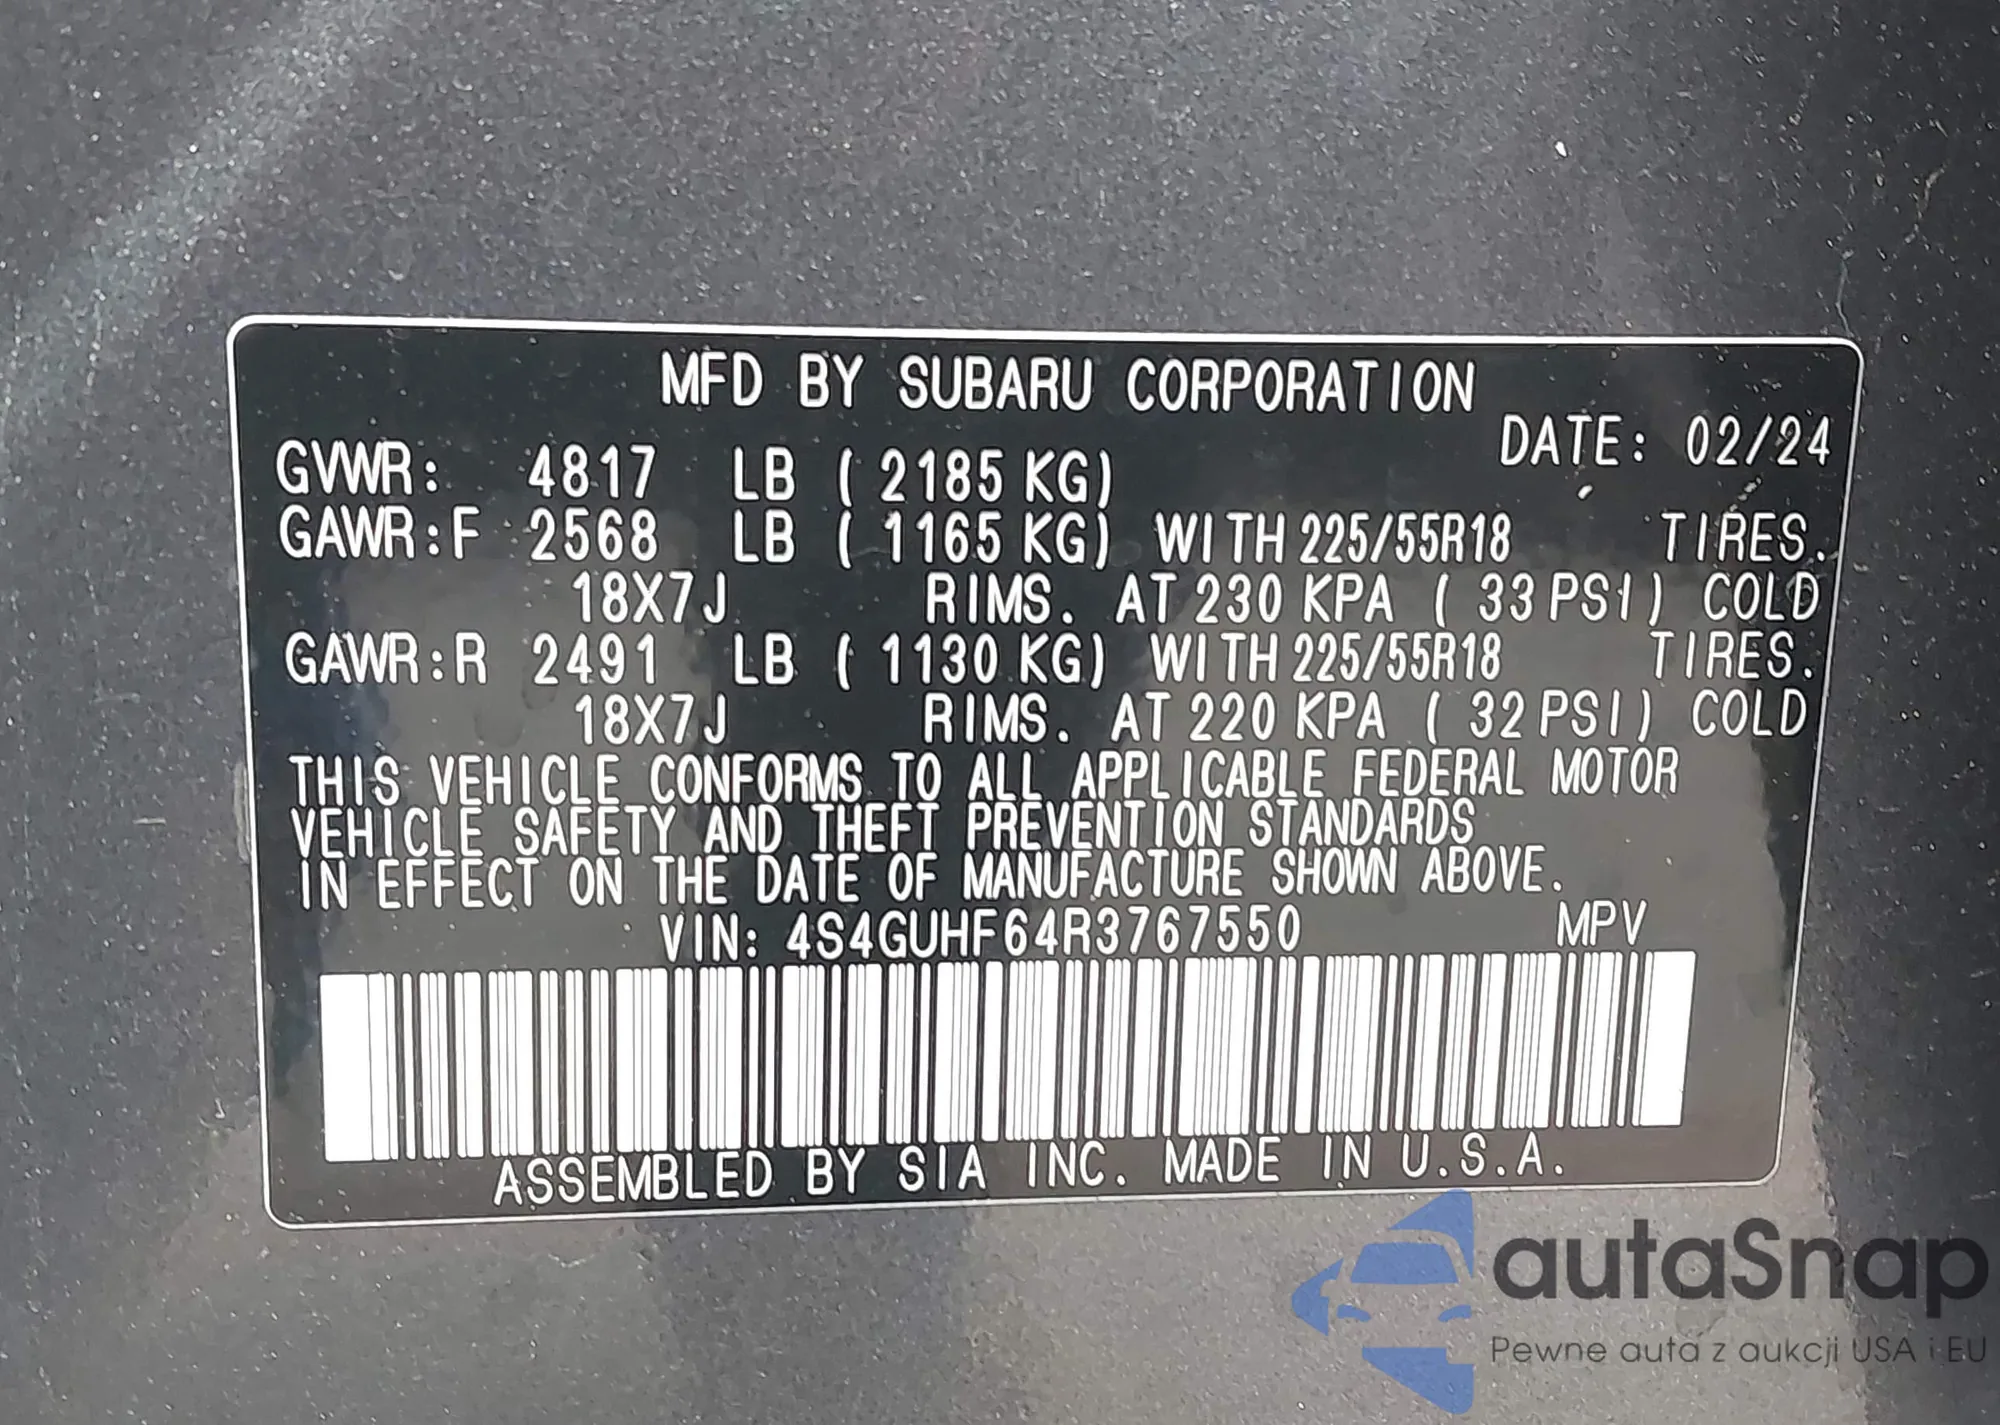 MFD BY SUBARU CORPORATION
DATE: 02/24
GVWR: 4817 LB ( 2185 KG)
GAWR:F 2568 LB ( 1165 KG) WITH 225/55R18 TIRES.
18X7J RIMS. AT 230 KPA ( 33 PSI) COLD
GAWR:R 2491 LB ( 1130 KG) WITH 225/55R18 TIRES.
18X7J RIMS. AT 220 KPA ( 32 PSI) COLD
THIS VEHICLE CONFORMS TO ALL APPLICABLE FEDERAL MOTOR
VEHICLE SAFETY AND THEFT PREVENTION STANDARDS
IN EFFECT ON THE DATE OF MANUFACTURE SHOWN ABOVE.
VIN: 4S4GUHF64R3767550 MPV
ASSEMBLED BY SIA INC. MADE IN U.S.A.
autaSnap
Pewne auta z aukcji USA i EU